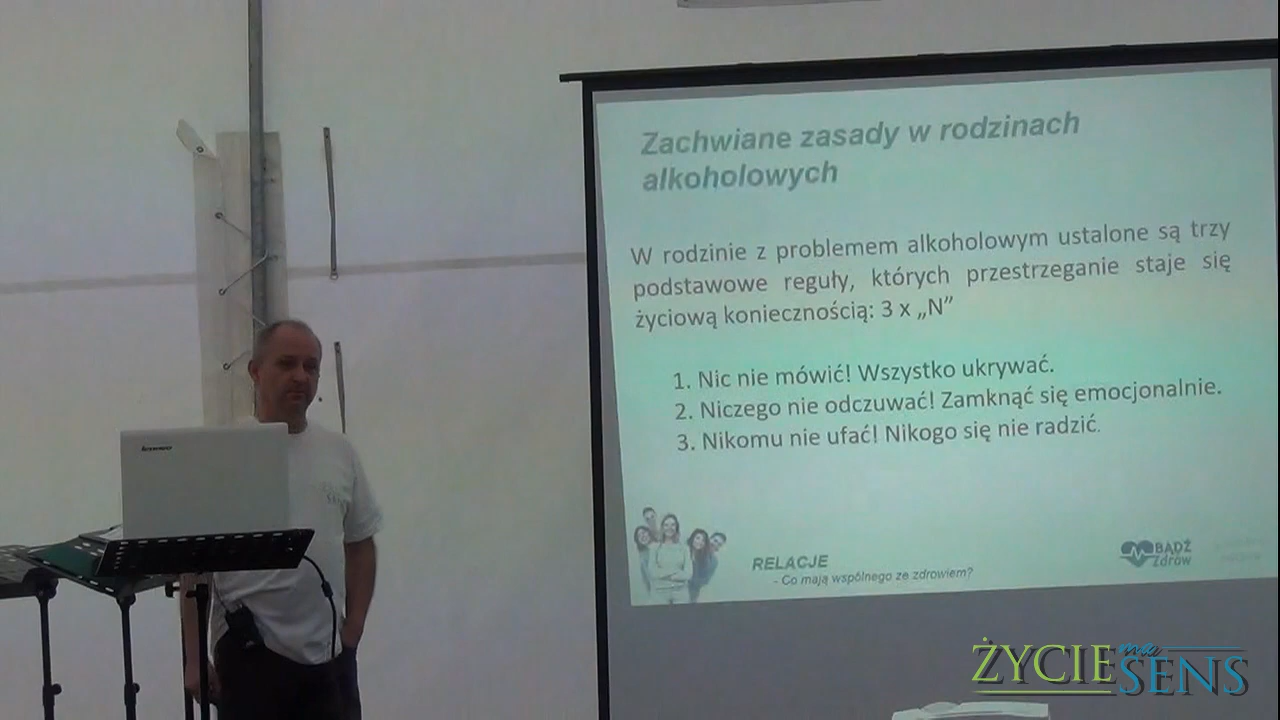 Zachwiane zasady w rodzinach
alkoholowych
W rodzinie z problemem alkoholowym ustalone są trzy
podstawowe reguły, których przestrzeganie staje się
życiową koniecznością: 3 x „N”
1. Nic nie mówić! Wszystko ukrywać.
2. Niczego nie odczuwać! Zamknąć się emocjonalnie.
3. Nikomu nie ufać! Nikogo się nie radzić.
RELACJE
- Co mają wspólnego ze zdrowiem?
BĄDŹ
Zdrów
lenovo
ŻYCIE ma
SENS